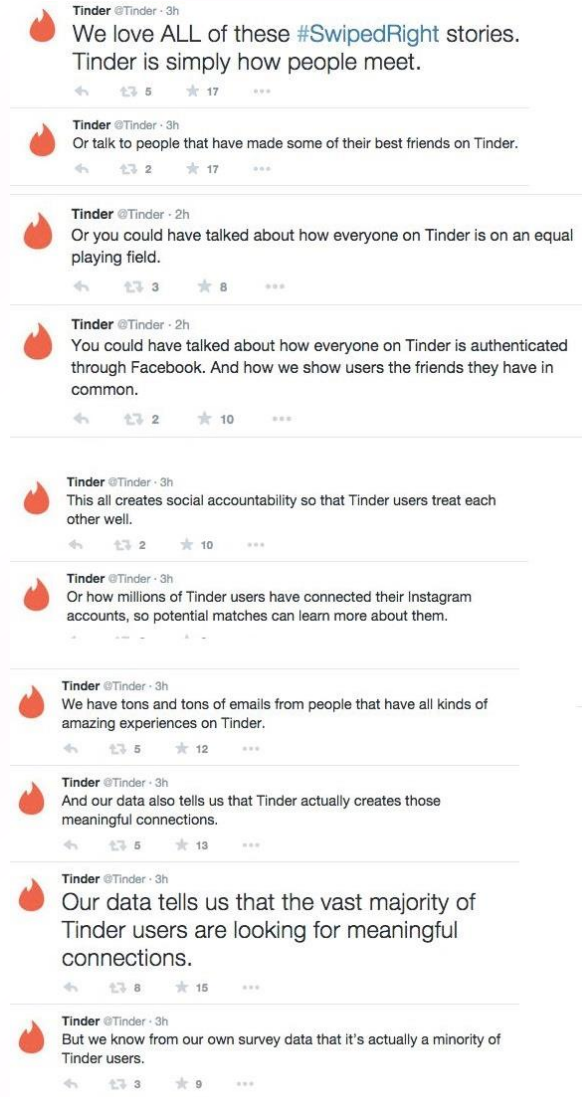 Tinder @Tinder · 3h
We love ALL of these #SwipedRight stories.
Tinder is simply how people meet.
5 17
Tinder @Tinder · 3h
Or talk to people that have made some of their best friends on Tinder.
2 17
Tinder @Tinder · 2h
Or you could have talked about how everyone on Tinder is on an equal
playing field.
3 8
Tinder @Tinder · 2h
You could have talked about how everyone on Tinder is authenticated
through Facebook. And how we show users the friends they have in
common.
2 10
Tinder @Tinder · 3h
This all creates social accountability so that Tinder users treat each
other well.
2 10
Tinder @Tinder · 3h
Or how millions of Tinder users have connected their Instagram
accounts, so potential matches can learn more about them.
Tinder @Tinder · 3h
We have tons and tons of emails from people that have all kinds of
amazing experiences on Tinder.
5 12
Tinder @Tinder · 3h
And our data also tells us that Tinder actually creates those
meaningful connections.
5 13
Tinder @Tinder · 3h
Our data tells us that the vast majority of
Tinder users are looking for meaningful
connections.
8 15
Tinder @Tinder · 3h
But we know from our own survey data that it's actually a minority of
Tinder users.
3 9